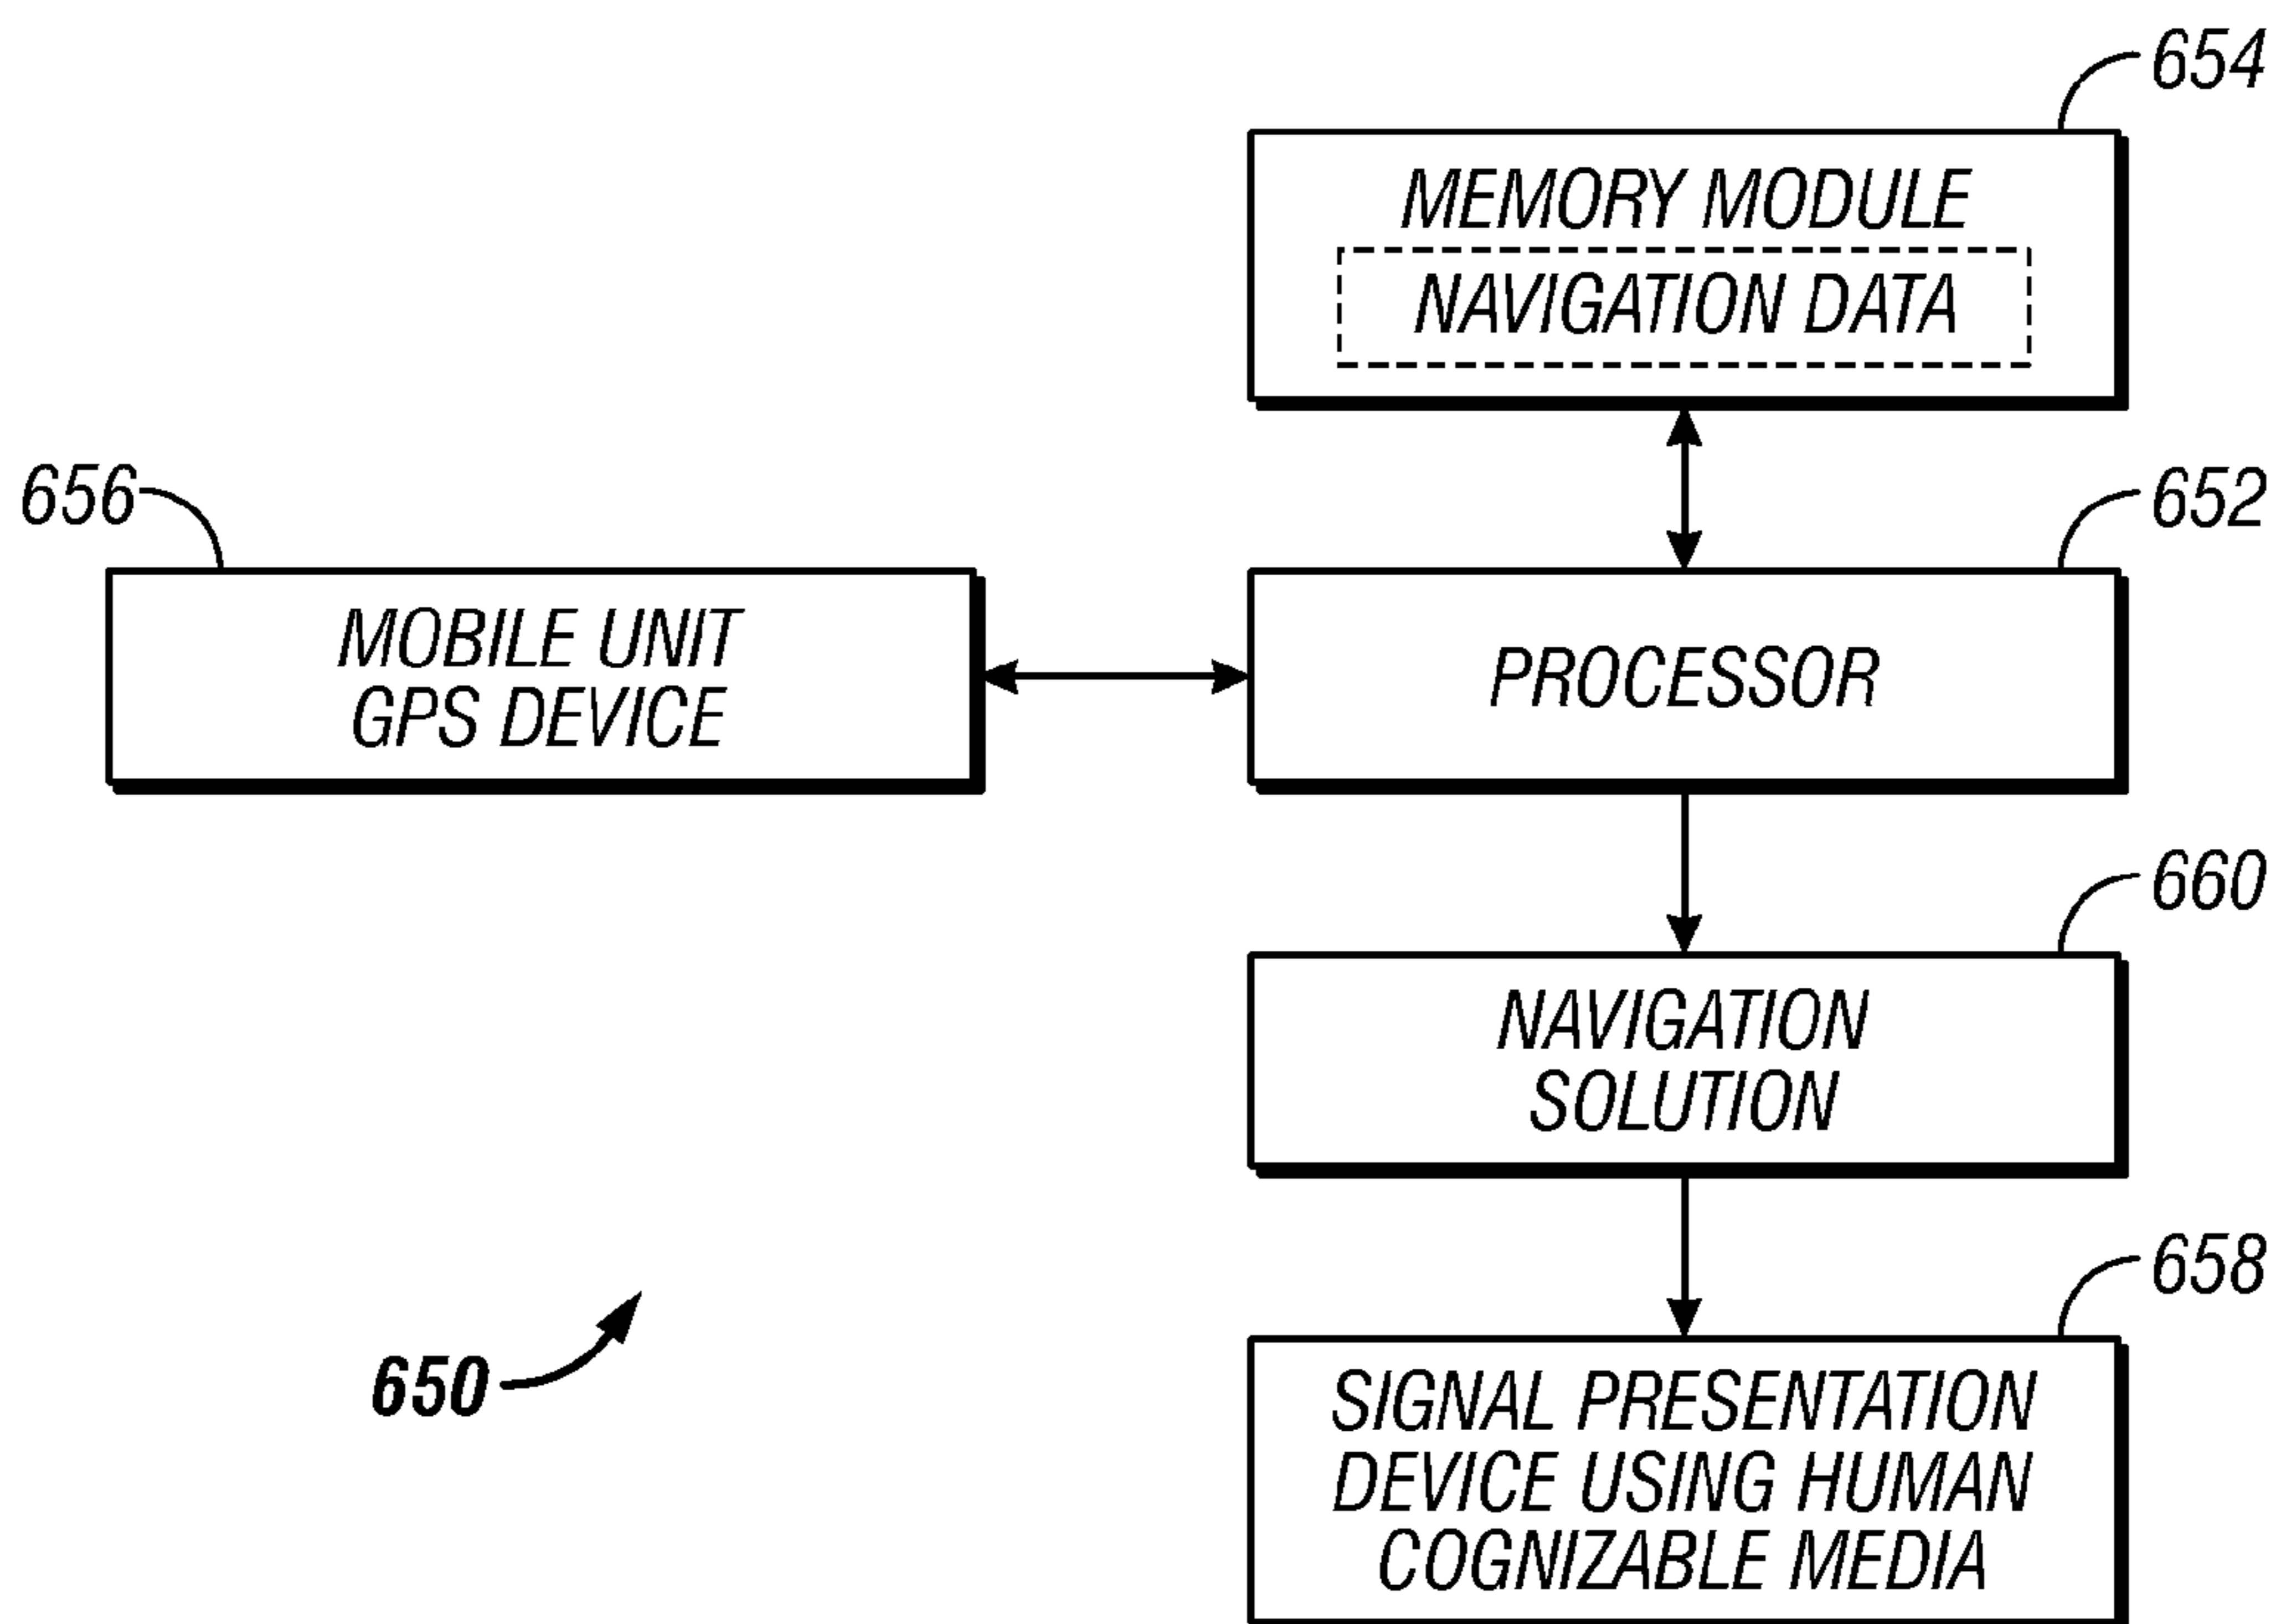 654
MEMORY MODULE
NAVIGATION DATA
656
652
MOBILE UNIT
GPS DEVICE
PROCESSOR
660
NAVIGATION
SOLUTION
658
650
SIGNAL PRESENTATION
DEVICE USING HUMAN
COGNIZABLE MEDIA